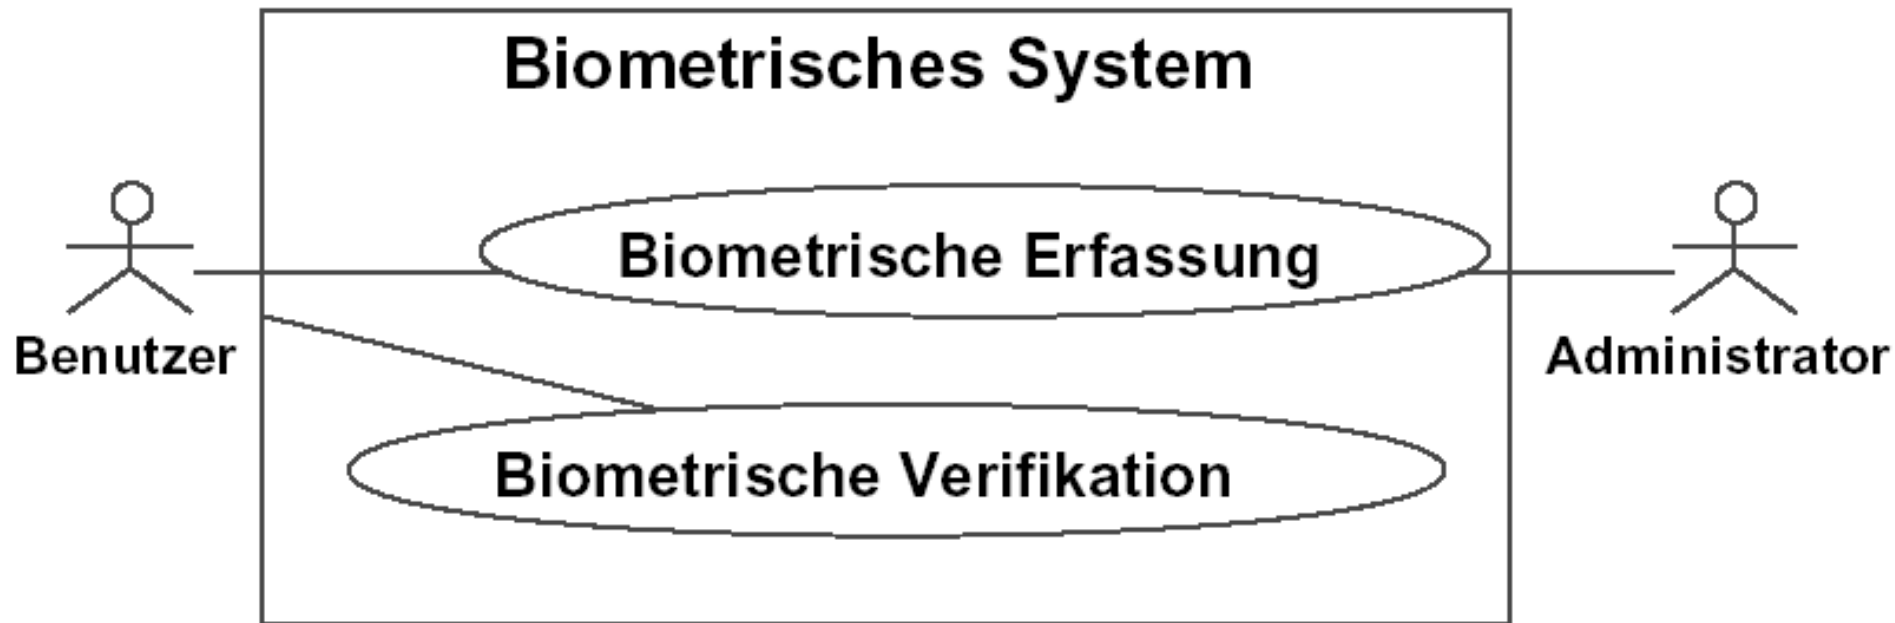 Biometrisches System
Biometrische Erfassung
Benutzer
Administrator
Biometrische Verifikation